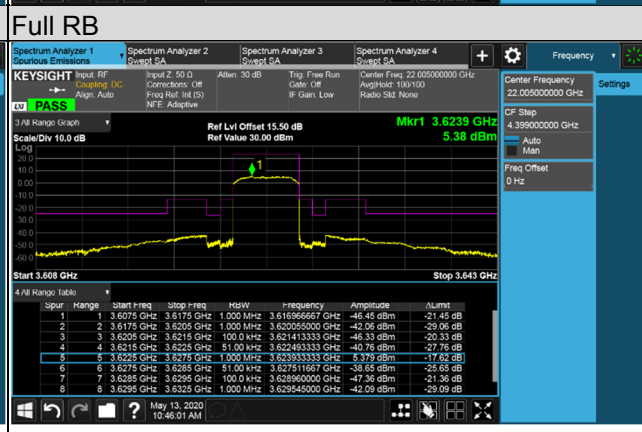 Full RB
Spectrum Analyzer 1
Spurious Emissions
Spectrum Analyzer 2
Swept SA
Spectrum Analyzer 3
Swept SA
Spectrum Analyzer 4
Swept SA
+
Frequency
KEYSIGHT
Input: RF
Coupling: DC
Align: Auto
Input Z: 50 Ω
Corrections: Off
Freq Ref: Int (S)
NFE: Adaptive
Atten: 30 dB
Trig: Free Run
Gate: Off
IF Gain: Low
Center Freq: 22.005000000 GHz
Avg|Hold: 100/100
Radio Std: None
LXI PASS
Center Frequency
22.005000000 GHz
Settings
CF Step
4.399000000 GHz
Auto
Man
Freq Offset
0 Hz
3 All Range Graph
Scale/Div 10.0 dB
Ref Lvl Offset 15.50 dB
Ref Value 30.00 dBm
Mkr1 3.6239 GHz
5.38 dBm
Log
20.0
10.0
0.00
-10.0
-20.0
-30.0
-40.0
-50.0
-60.0
1
Start 3.608 GHz
Stop 3.643 GHz
4 All Range Table
Spur Range Start Freq Stop Freq RBW Frequency Amplitude ΔLimit
1 1 3.6075 GHz 3.6175 GHz 1.000 MHz 3.616966667 GHz -46.45 dBm -21.45 dB
2 2 3.6175 GHz 3.6205 GHz 1.000 MHz 3.620055000 GHz -42.06 dBm -29.06 dB
3 3 3.6205 GHz 3.6215 GHz 100.0 kHz 3.621413333 GHz -46.33 dBm -20.33 dB
4 4 3.6215 GHz 3.6225 GHz 51.00 kHz 3.622493333 GHz -40.76 dBm -27.76 dB
5 5 3.6225 GHz 3.6275 GHz 1.000 MHz 3.623933333 GHz 5.379 dBm -17.62 dB
6 6 3.6275 GHz 3.6285 GHz 51.00 kHz 3.627511667 GHz -38.65 dBm -25.65 dB
7 7 3.6285 GHz 3.6295 GHz 100.0 kHz 3.628960000 GHz -47.36 dBm -21.36 dB
8 8 3.6295 GHz 3.6325 GHz 1.000 MHz 3.629545000 GHz -42.09 dBm -29.09 dB
?
May 13, 2020
10:46:01 AM